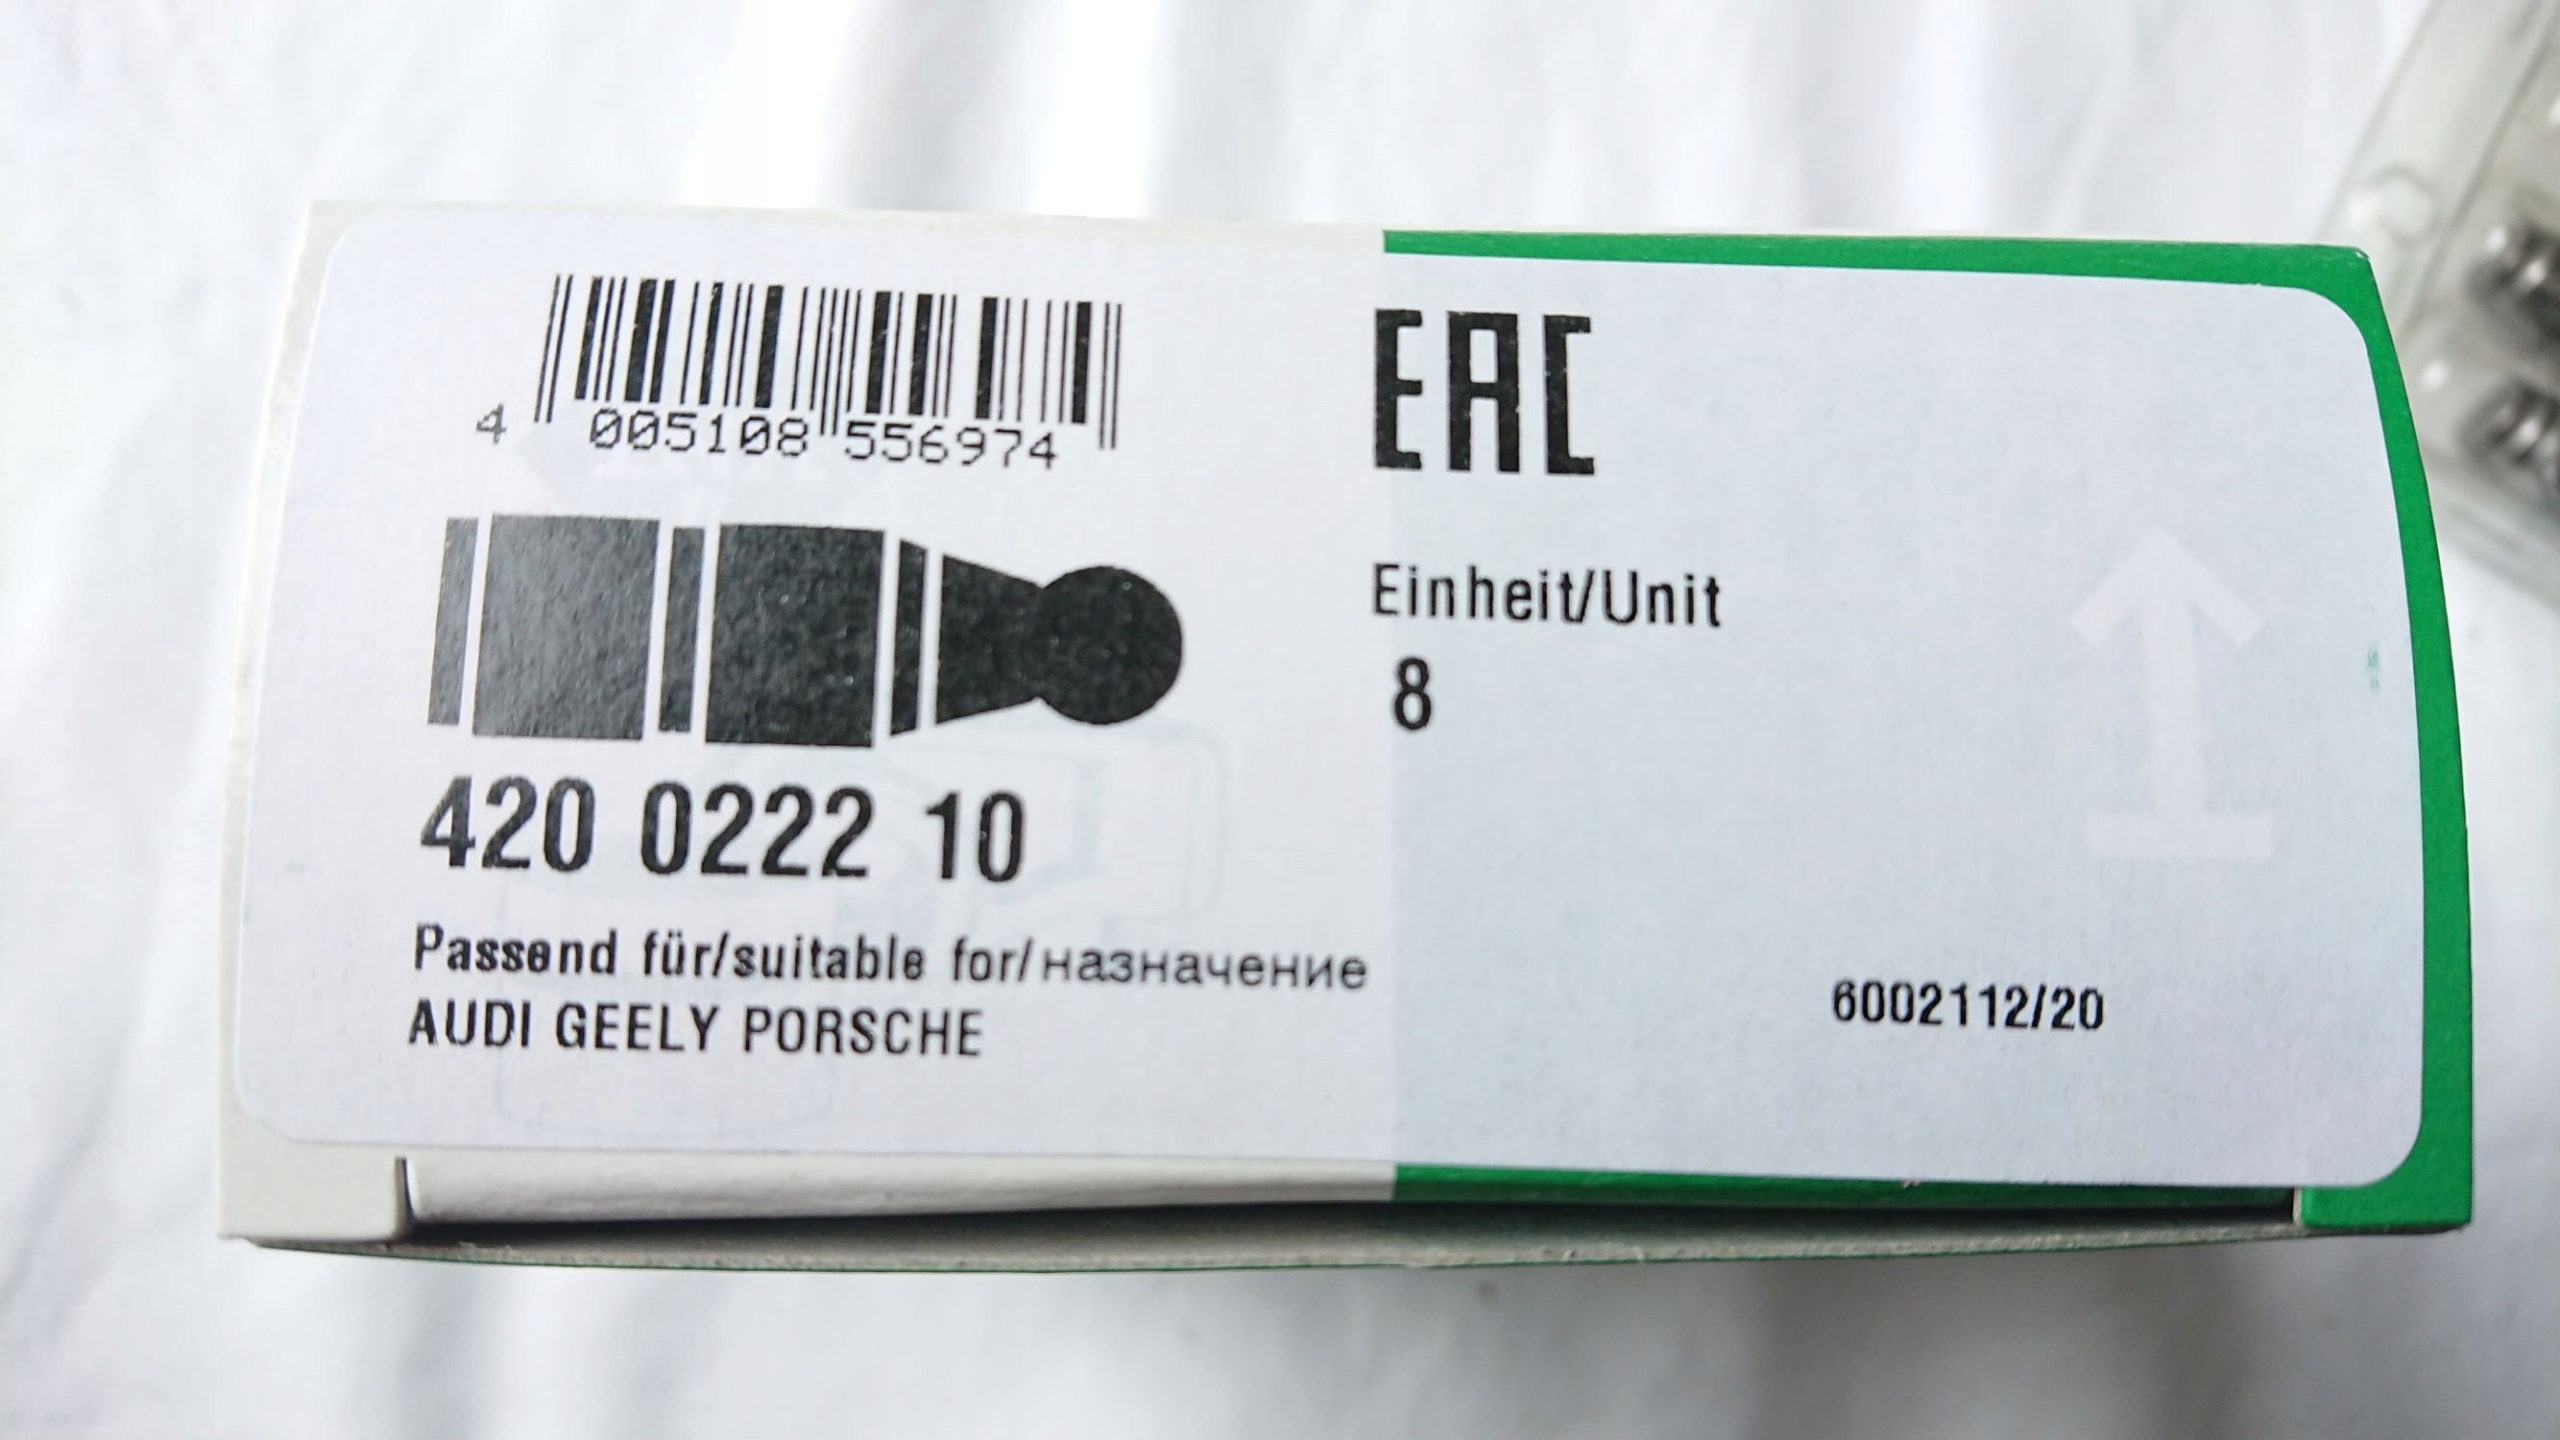 4 005108 556974
EAC
Einheit/Unit
8
420 0222 10
Passend für/suitable for/назначение
AUDI GEELY PORSCHE
6002112/20